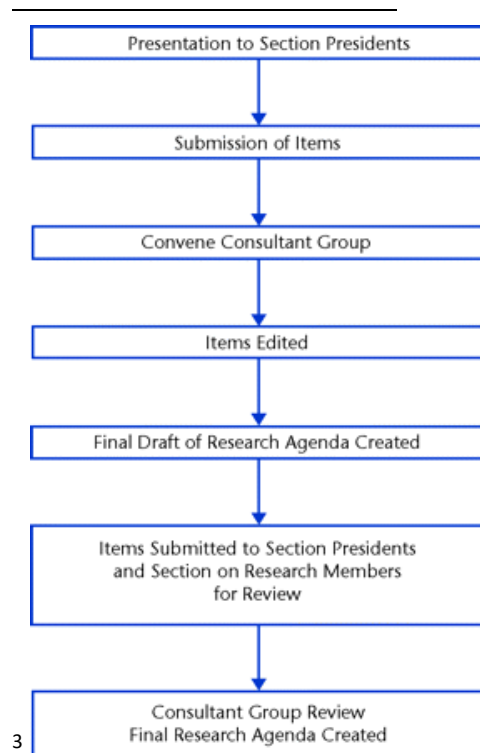 Presentation to Section Presidents
Submission of Items
Convene Consultant Group
Items Edited
Final Draft of Research Agenda Created
Items Submitted to Section Presidents
and Section on Research Members
for Review
Consultant Group Review
Final Research Agenda Created
3